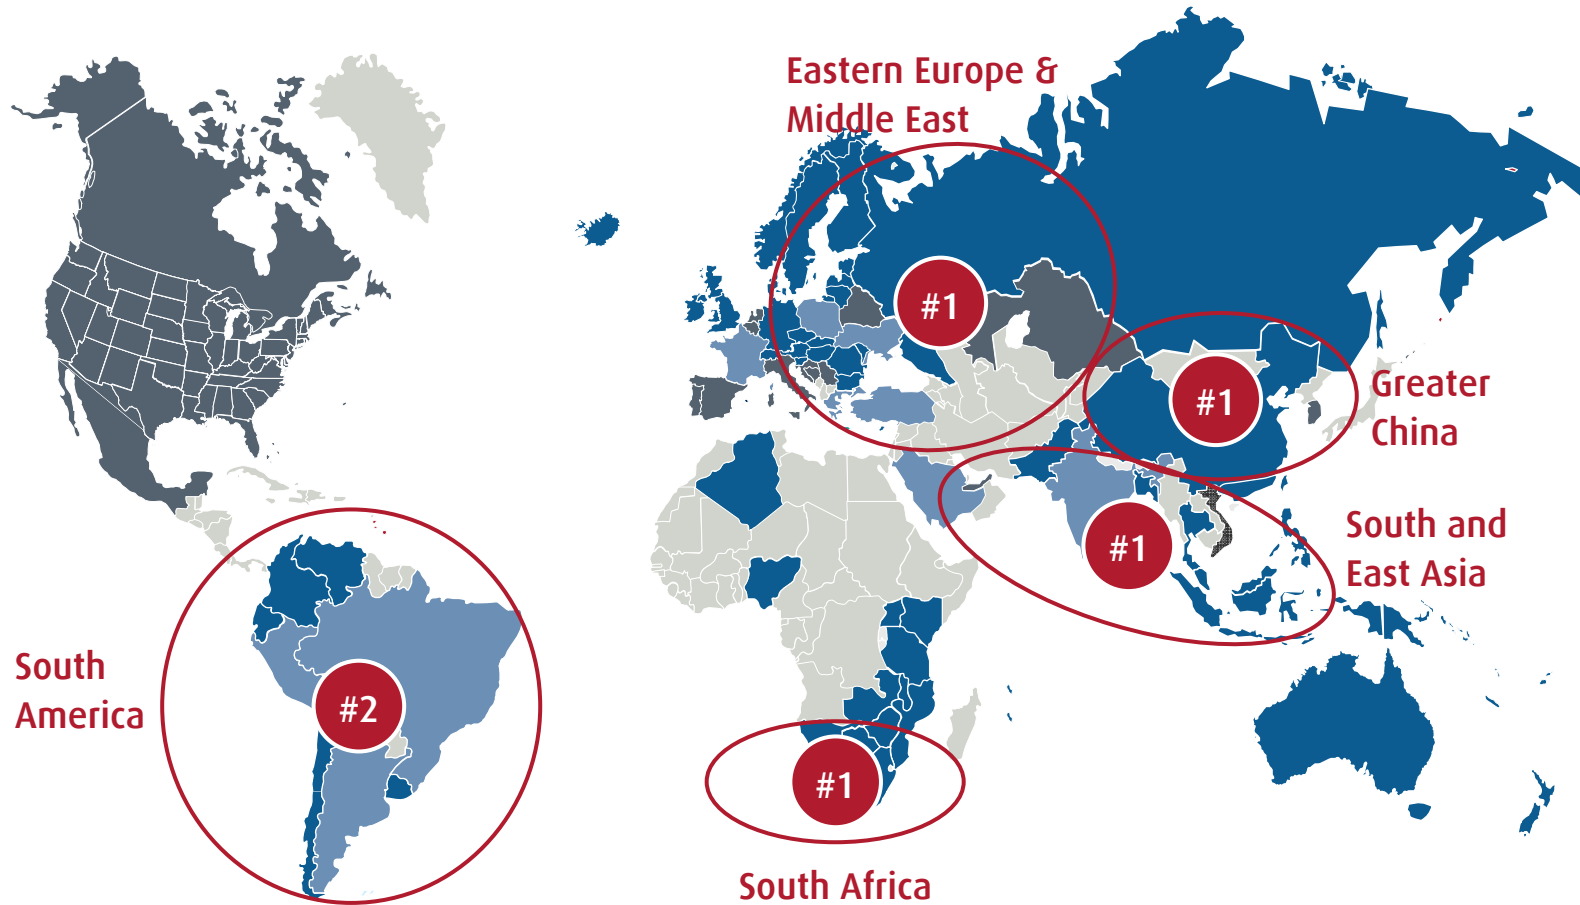 Eastern Europe &
Middle East
#1
#1
Greater
China
South and
East Asia
#1
South
America
#2
#1
South Africa